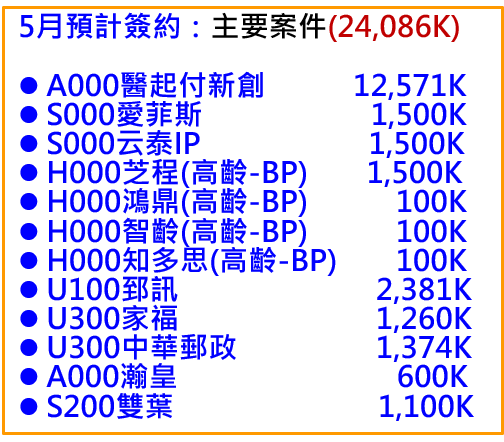 5月預計簽約：主要案件(24,086K)
● A000醫起付新創 12,571K
● S000愛菲斯 1,500K
● S000云泰IP 1,500K
● H000芝程(高齡-BP) 1,500K
● H000鴻鼎(高齡-BP) 100K
● H000智齡(高齡-BP) 100K
● H000知多思(高齡-BP) 100K
● U100郅訊 2,381K
● U300家福 1,260K
● U300中華郵政 1,374K
● A000瀚皇 600K
● S200雙葉 1,100K